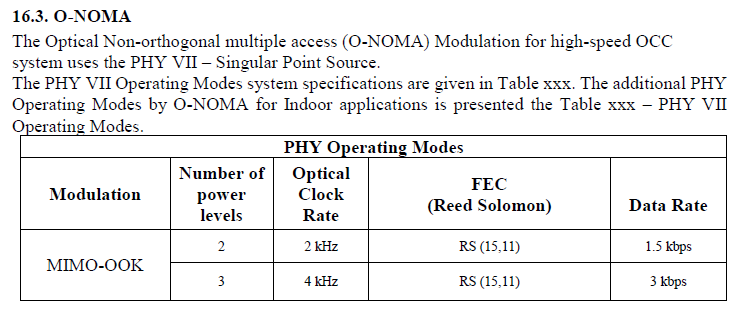 16.3. O-NOMA
The Optical Non-orthogonal multiple access (O-NOMA) Modulation for high-speed OCC
system uses the PHY VII – Singular Point Source.
The PHY VII Operating Modes system specifications are given in Table xxx. The additional PHY
Operating Modes by O-NOMA for Indoor applications is presented the Table xxx – PHY VII
Operating Modes.
PHY Operating Modes
Modulation
Number of
power
levels
Optical
Clock
Rate
FEC
(Reed Solomon)
Data Rate
MIMO-OOK
2
2 kHz
RS (15,11)
1.5 kbps
3
4 kHz
RS (15,11)
3 kbps